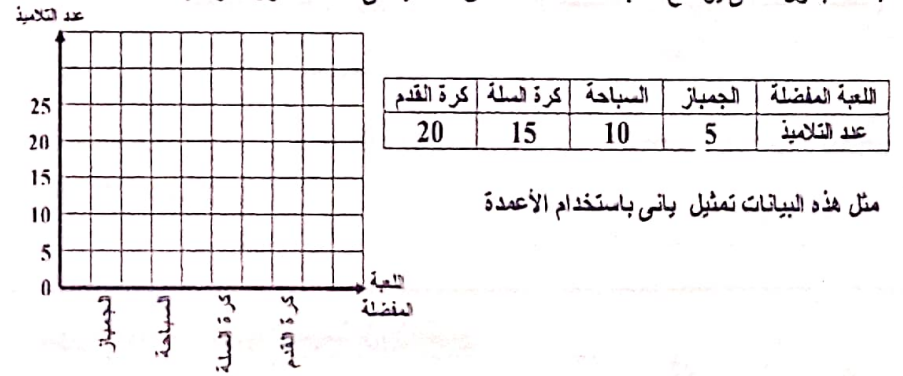 عدد التلاميذ
25
20
15
10
5
0
الجمباز
السباحة
كرة السلة
كرة القدم
اللعبة
المفضلة
اللعبة المفضلة الجمباز السباحة كرة السلة كرة القدم
عدد التلاميذ 5 10 15 20
مثل هذه البيانات تمثيل يانى باستخدام الأعمدة